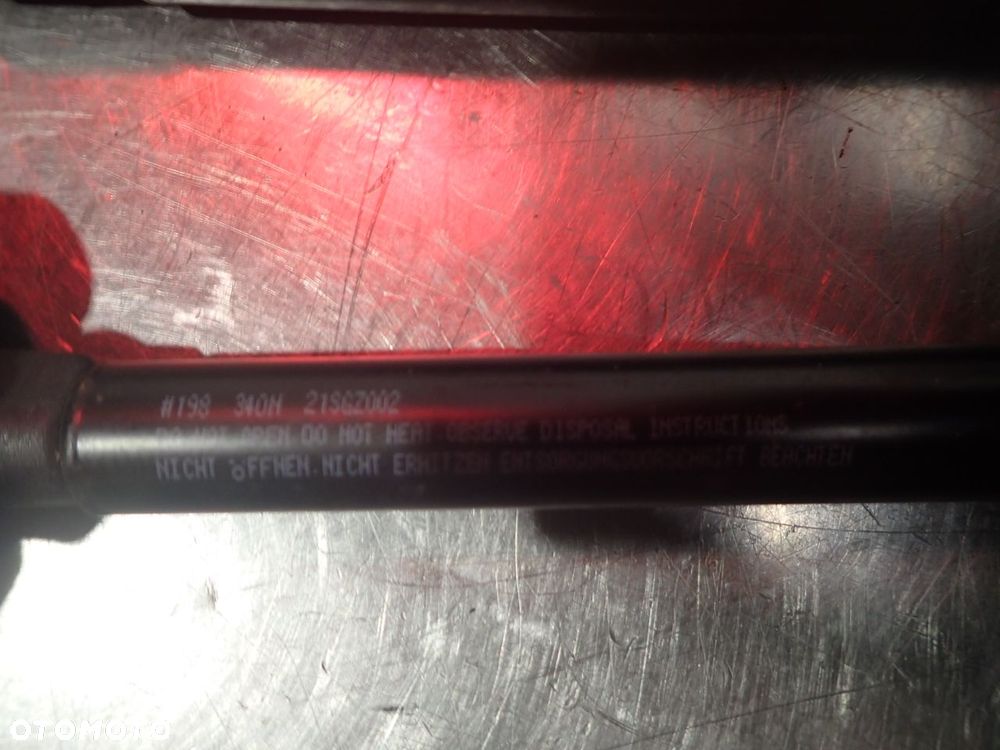 #198 340N 21SGZ002
DO NOT OPEN DO NOT HEAT OBSERVE DISPOSAL INSTRUCTIONS
NICHT ÖFFNEN.NICHT ERHITZEN ENTSORGUNGSVORSCHRIFT BEACHTEN
OTOMOTO